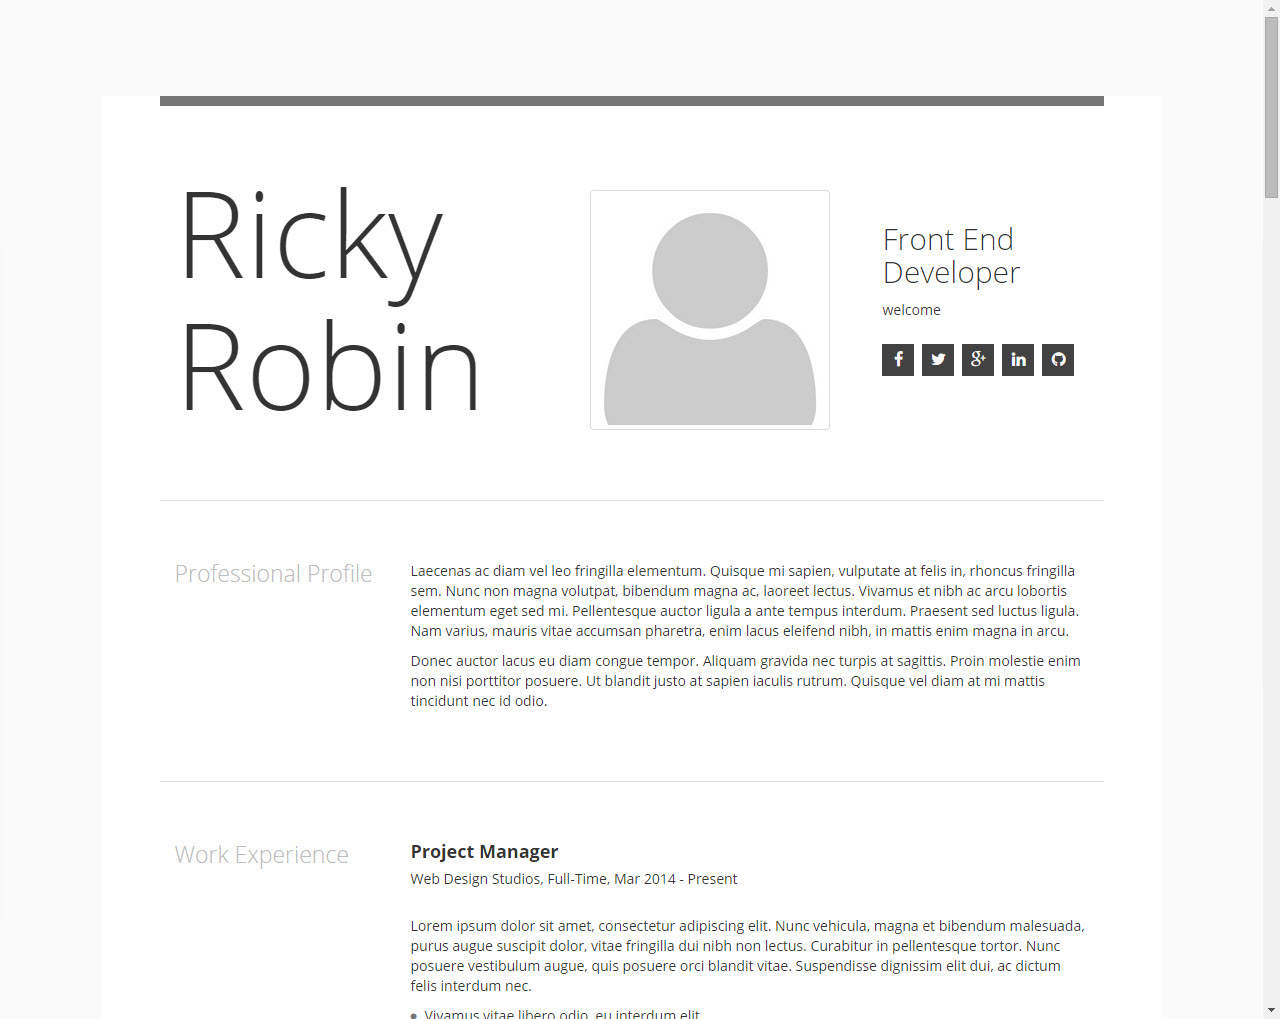 Ricky
Robin
Front End
Developer
welcome
Professional Profile
Laecenas ac diam vel leo fringilla elementum. Quisque mi sapien, vulputate at felis in, rhoncus fringilla
sem. Nunc non magna volutpat, bibendum magna ac, laoreet lectus. Vivamus et nibh ac arcu lobortis
elementum eget sed mi. Pellentesque auctor ligula a ante tempus interdum. Praesent sed luctus ligula.
Nam varius, mauris vitae accumsan pharetra, enim lacus eleifend nibh, in mattis enim magna in arcu.
Donec auctor lacus eu diam congue tempor. Aliquam gravida nec turpis at sagittis. Proin molestie enim
non nisi porttitor posuere. Ut blandit justo at sapien iaculis rutrum. Quisque vel diam at mi mattis
tincidunt nec id odio.
Work Experience
Project Manager
Web Design Studios, Full-Time, Mar 2014 - Present
Lorem ipsum dolor sit amet, consectetur adipiscing elit. Nunc vehicula, magna et bibendum malesuada,
purus augue suscipit dolor, vitae fringilla dui nibh non lectus. Curabitur in pellentesque tortor. Nunc
posuere vestibulum augue, quis posuere orci blandit vitae. Suspendisse dignissim elit dui, ac dictum
felis interdum nec.
Vivamus vitae libero odio, eu interdum elit